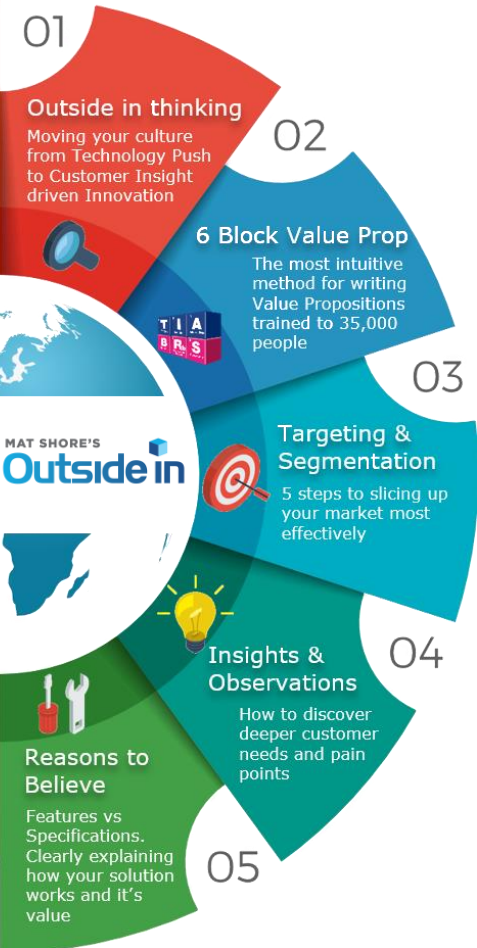 01
Outside in thinking
Moving your culture
from Technology Push
to Customer Insight
driven Innovation
02
6 Block Value Prop
The most intuitive
method for writing
Value Propositions
trained to 35,000
people
T I A
B Rs S
03
Targeting &
Segmentation
5 steps to slicing up
your market most
effectively
MAT SHORE'S
Outside in
04
Insights &
Observations
How to discover
deeper customer
needs and pain
points
05
Reasons to
Believe
Features vs
Specifications.
Clearly explaining
how your solution
works and it's
value